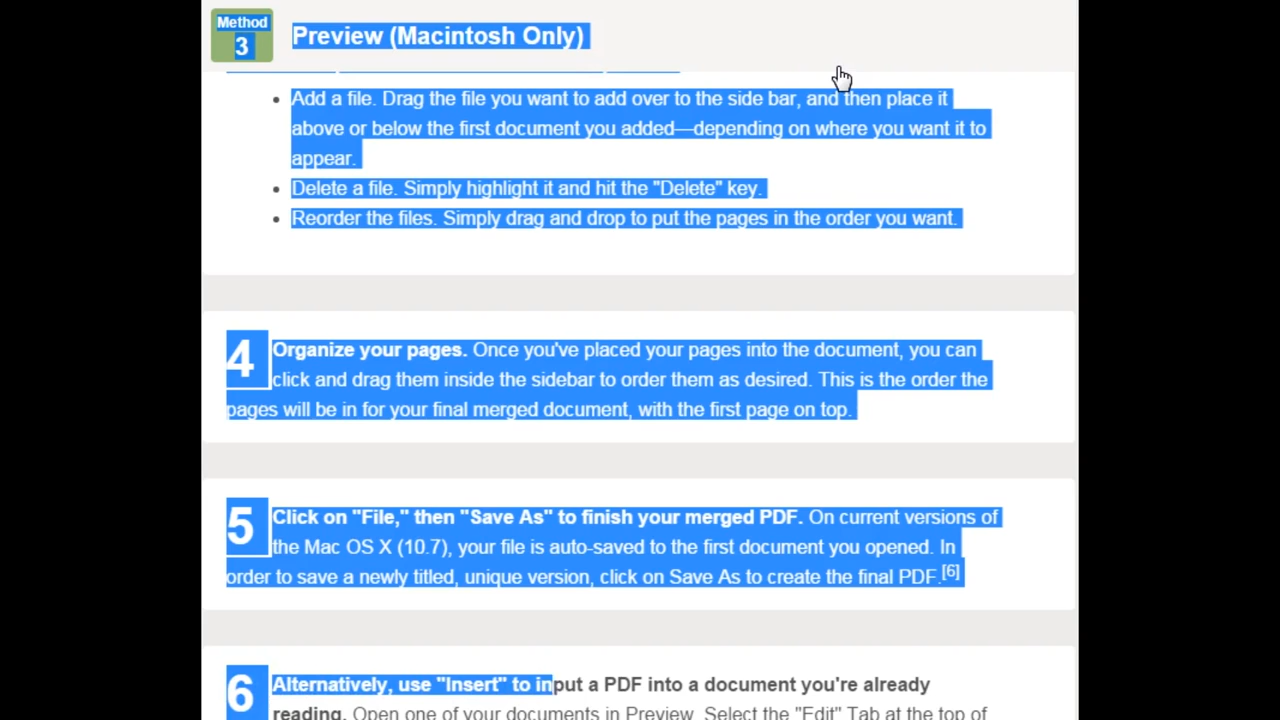 Method
3
Preview (Macintosh Only)
Add a file. Drag the file you want to add over to the side bar, and then place it
above or below the first document you added—depending on where you want it to
appear.
Delete a file. Simply highlight it and hit the "Delete" key.
Reorder the files. Simply drag and drop to put the pages in the order you want.
4
Organize your pages. Once you've placed your pages into the document, you can
click and drag them inside the sidebar to order them as desired. This is the order the
pages will be in for your final merged document, with the first page on top.
5
Click on "File," then "Save As" to finish your merged PDF. On current versions of
the Mac OS X (10.7), your file is auto-saved to the first document you opened. In
order to save a newly titled, unique version, click on Save As to create the final PDF.[6]
6
Alternatively, use "Insert" to input a PDF into a document you're already
reading. Open one of your documents in Preview. Select the "Edit" Tab at the top of